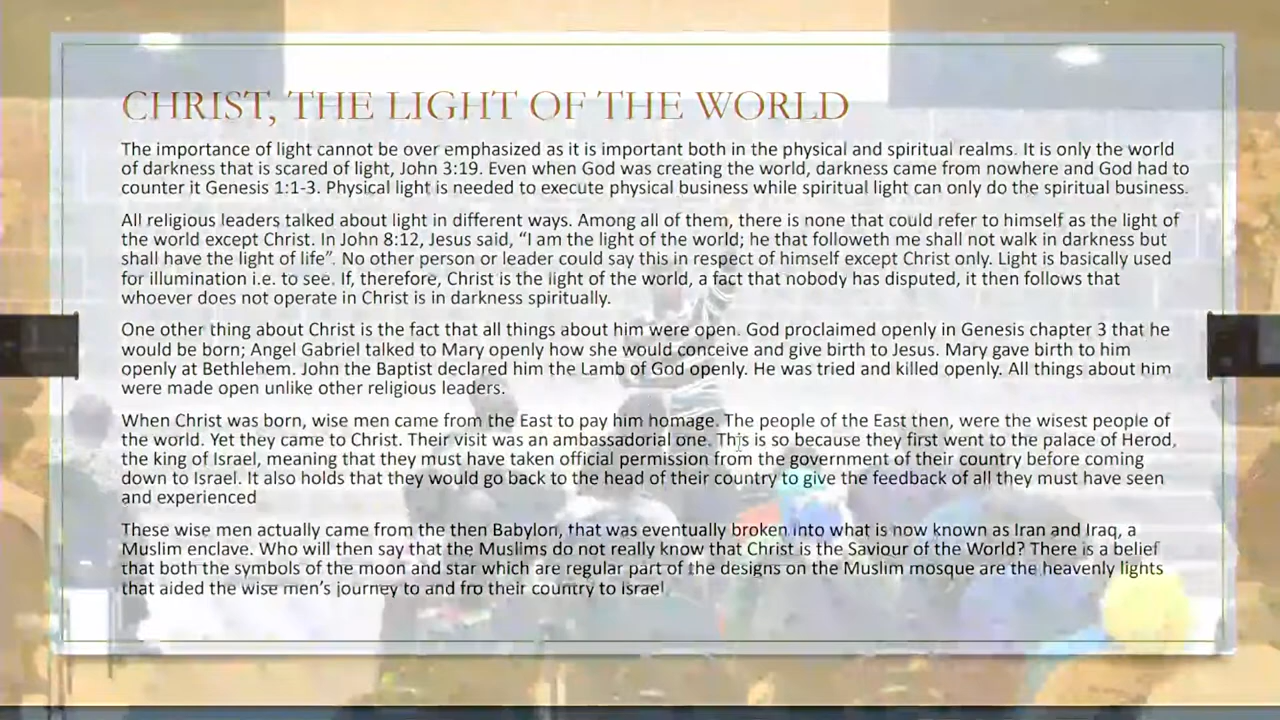 CHRIST, THE LIGHT OF THE WORLD
The importance of light cannot be over emphasized as it is important both in the physical and spiritual realms. It is only the world
of darkness that is scared of light, John 3:19. Even when God was creating the world, darkness came from nowhere and God had to
counter it Genesis 1:1-3. Physical light is needed to execute physical business while spiritual light can only do the spiritual business.
All religious leaders talked about light in different ways. Among all of them, there is none that could refer to himself as the light of
the world except Christ. In John 8:12, Jesus said, “I am the light of the world; he that followeth me shall not walk in darkness but
shall have the light of life”. No other person or leader could say this in respect of himself except Christ only. Light is basically used
for illumination i.e. to see. If, therefore, Christ is the light of the world, a fact that nobody has disputed, it then follows that
whoever does not operate in Christ is in darkness spiritually.
One other thing about Christ is the fact that all things about him were open. God proclaimed openly in Genesis chapter 3 that he
would be born; Angel Gabriel talked to Mary openly how she would conceive and give birth to Jesus. Mary gave birth to him
openly at Bethlehem. John the Baptist declared him the Lamb of God openly. He was tried and killed openly. All things about him
were made open unlike other religious leaders.
When Christ was born, wise men came from the East to pay him homage. The people of the East then, were the wisest people of
the world. Yet they came to Christ. Their visit was an ambassadorial one. This is so because they first went to the palace of Herod,
the king of Israel, meaning that they must have taken official permission from the government of their country before coming
down to Israel. It also holds that they would go back to the head of their country to give the feedback of all they must have seen
and experienced
These wise men actually came from the then Babylon, that was eventually broken into what is now known as Iran and Iraq, a
Muslim enclave. Who will then say that the Muslims do not really know that Christ is the Saviour of the World? There is a belief
that both the symbols of the moon and star which are regular part of the designs on the Muslim mosque are the heavenly lights
that aided the wise men’s journey to and fro their country to Israel